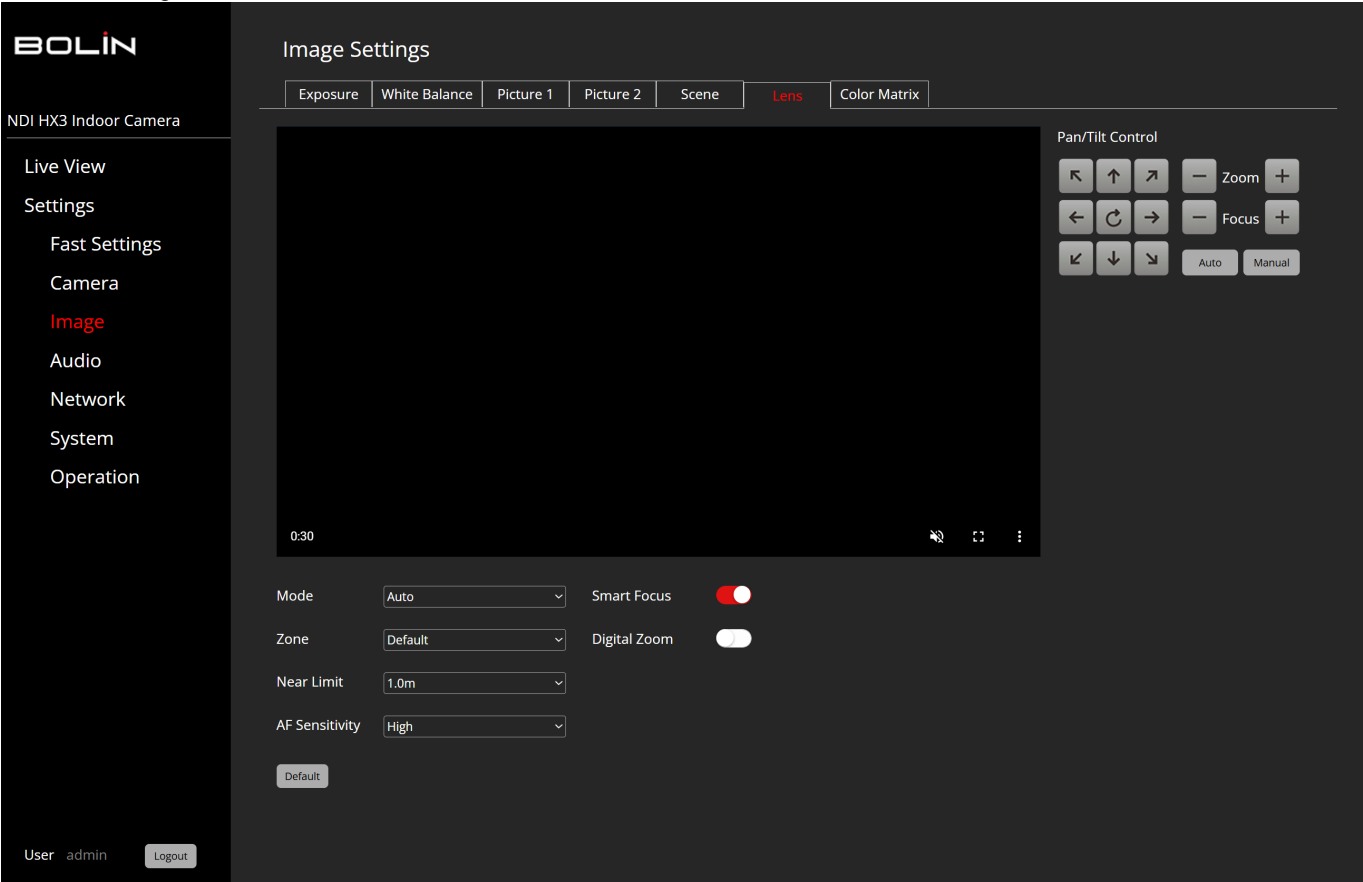 BOLIN
NDI HX3 Indoor Camera
Live View
Settings
Fast Settings
Camera
Image
Audio
Network
System
Operation
User admin Logout
Image Settings
Exposure White Balance Picture 1 Picture 2 Scene Lens Color Matrix
0:30
Pan/Tilt Control
Zoom
Focus
Auto Manual
Mode Auto Smart Focus
Zone Default Digital Zoom
Near Limit 1.0m
AF Sensitivity High
Default